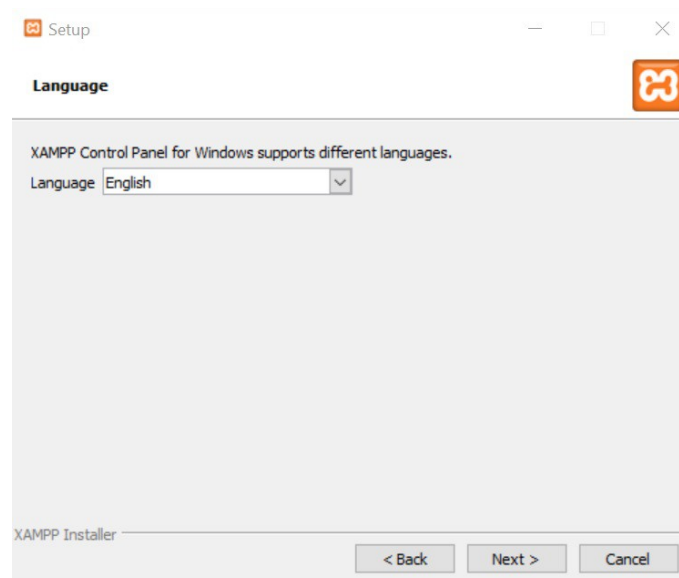 Setup
Language
XAMPP Control Panel for Windows supports different languages.
Language English
XAMPP Installer
< Back Next > Cancel